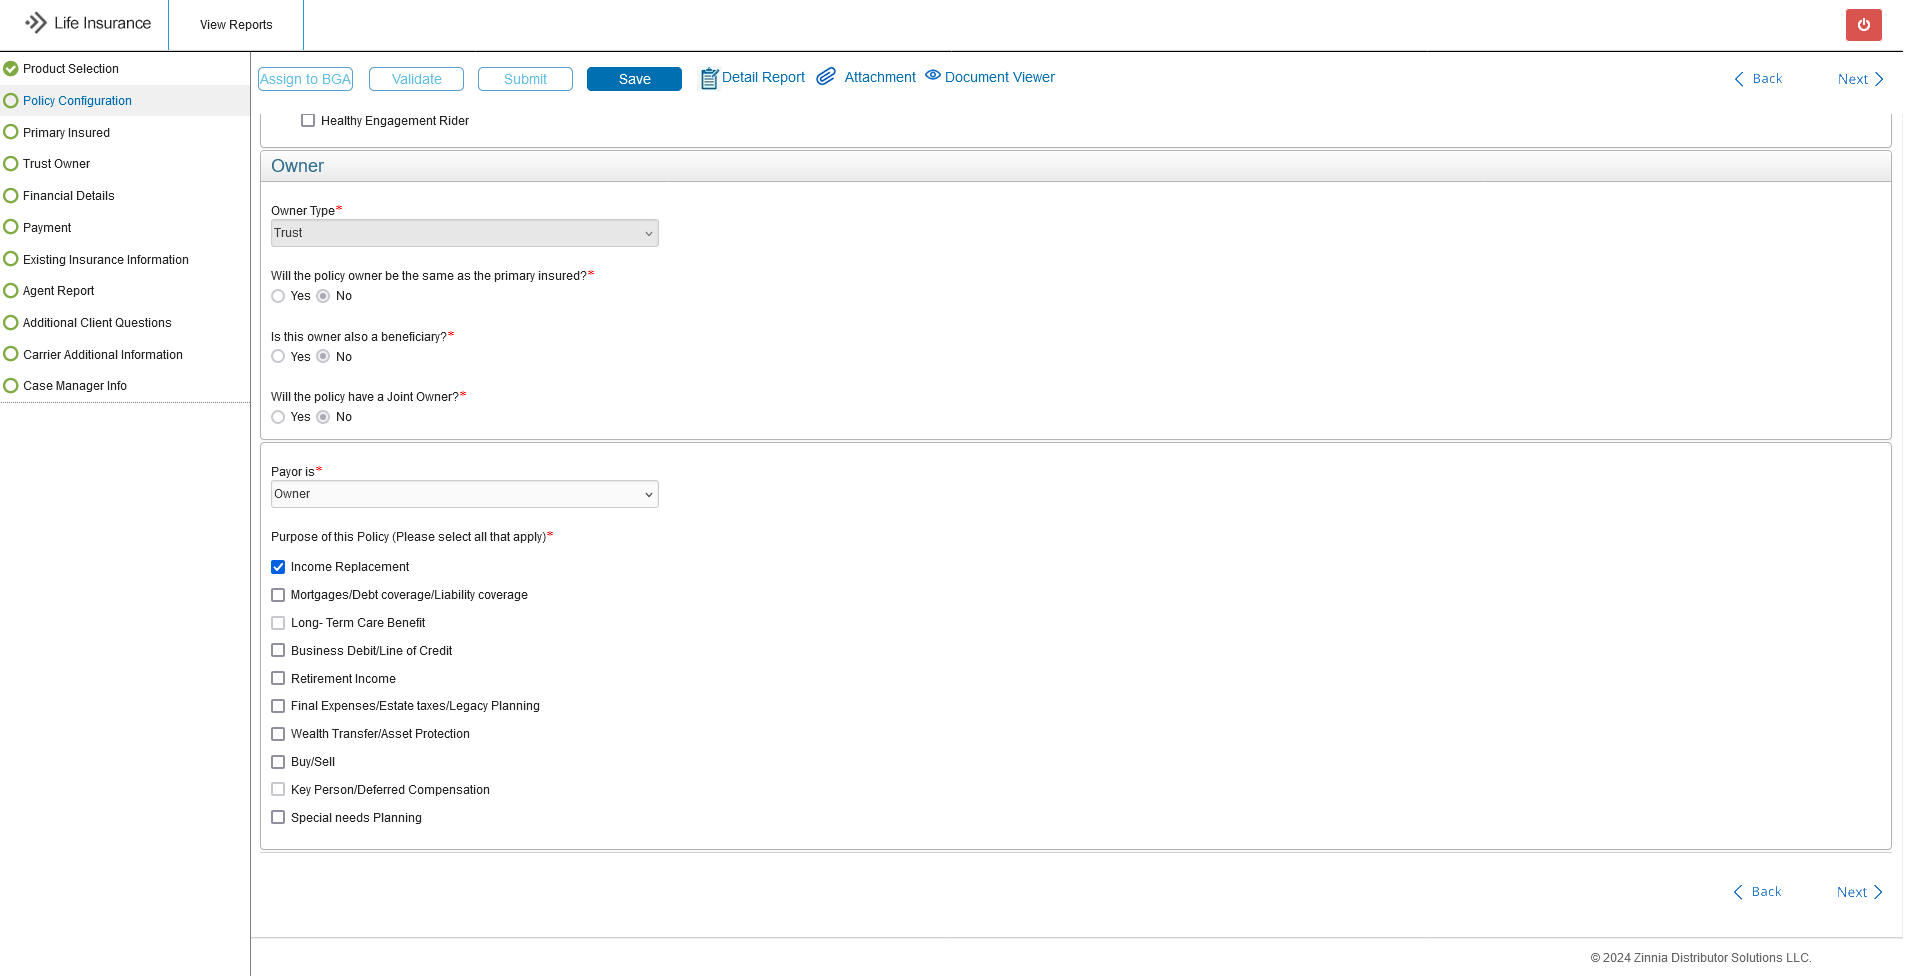 Life Insurance
View Reports
Product Selection
Policy Configuration
Primary Insured
Trust Owner
Financial Details
Payment
Existing Insurance Information
Agent Report
Additional Client Questions
Carrier Additional Information
Case Manager Info
Assign to BGA
Validate
Submit
Save
Detail Report
Attachment
Document Viewer
Back
Next
Healthy Engagement Rider
Owner
Owner Type*
Trust
Will the policy owner be the same as the primary insured?*
Yes No
Is this owner also a beneficiary?*
Yes No
Will the policy have a Joint Owner?*
Yes No
Payor is*
Owner
Purpose of this Policy (Please select all that apply)*
Income Replacement
Mortgages/Debt coverage/Liability coverage
Long- Term Care Benefit
Business Debit/Line of Credit
Retirement Income
Final Expenses/Estate taxes/Legacy Planning
Wealth Transfer/Asset Protection
Buy/Sell
Key Person/Deferred Compensation
Special needs Planning
Back
Next
© 2024 Zinnia Distributor Solutions LLC.